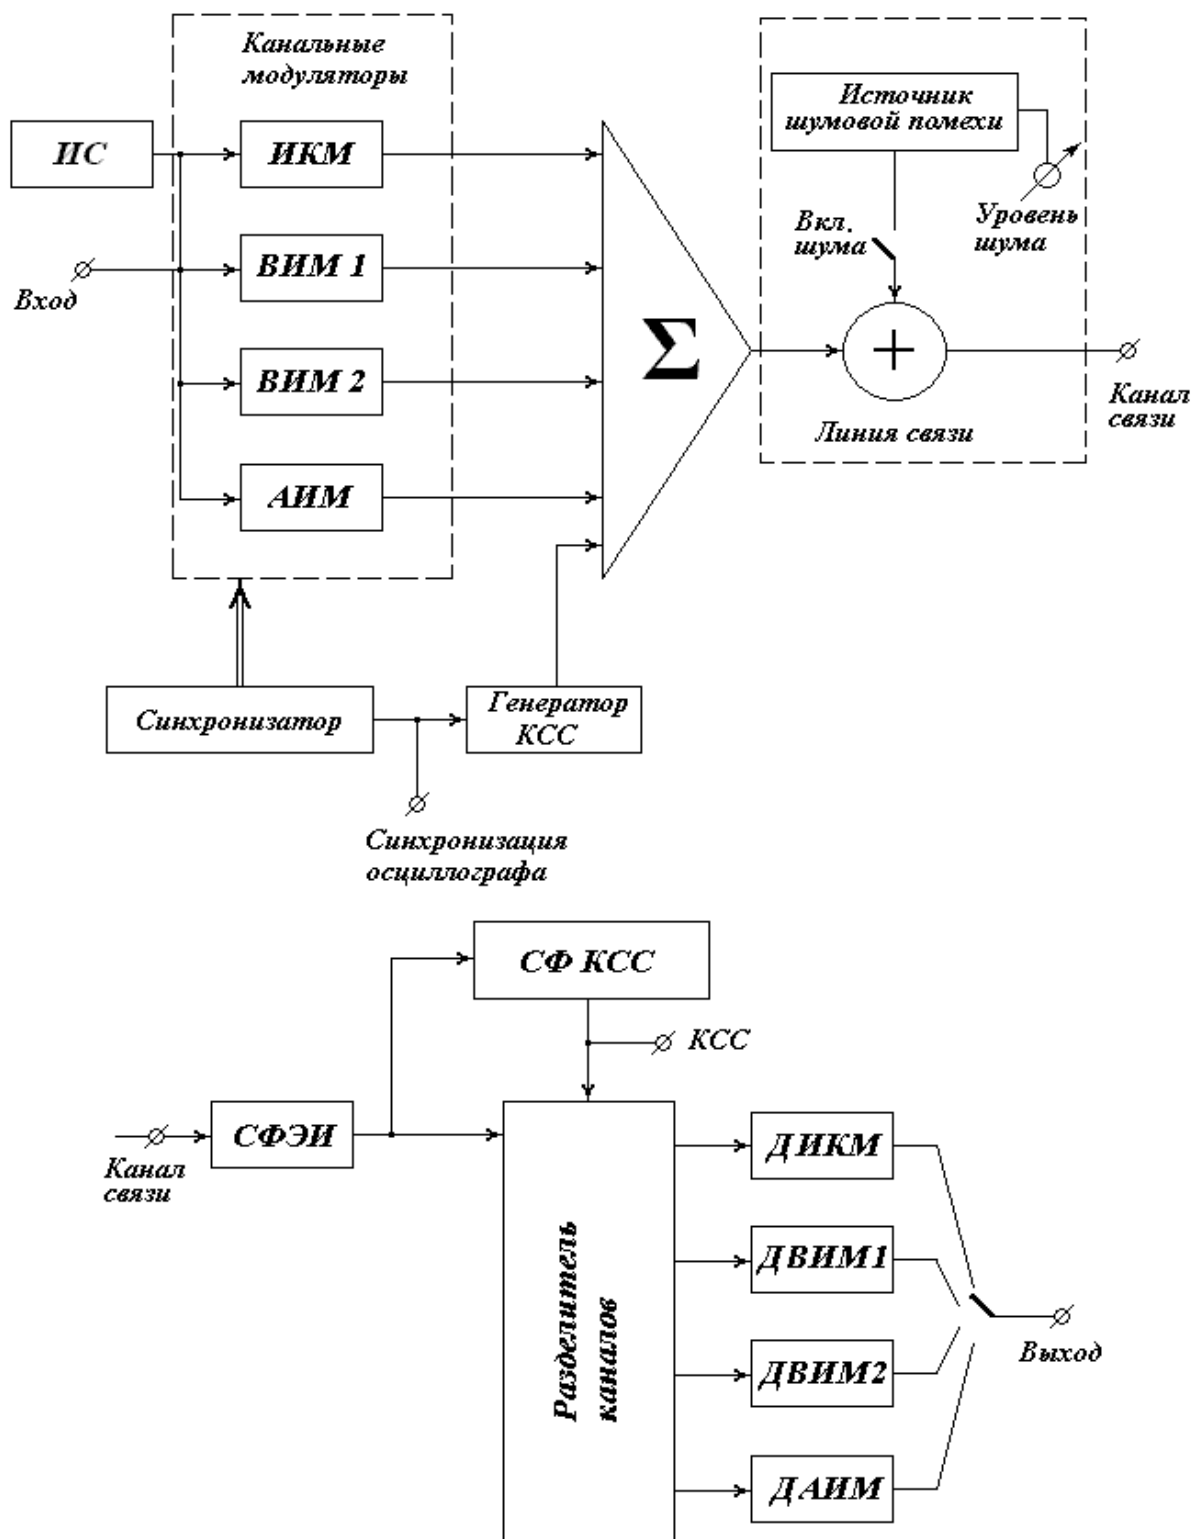 Канальные
модуляторы
ИС
ИКМ
ВИМ 1
ВИМ 2
АИМ
Вход
Σ
Источник
шумовой помехи
Вкл.
шума
Уровень
шума
+
Линия связи
Канал
связи
Синхронизатор
Генератор
КСС
Синхронизация
осциллографа
СФ КСС
КСС
СФЭИ
Канал
связи
Разделитель
каналов
ДИКМ
ДВИМ1
ДВИМ2
ДАИМ
Выход